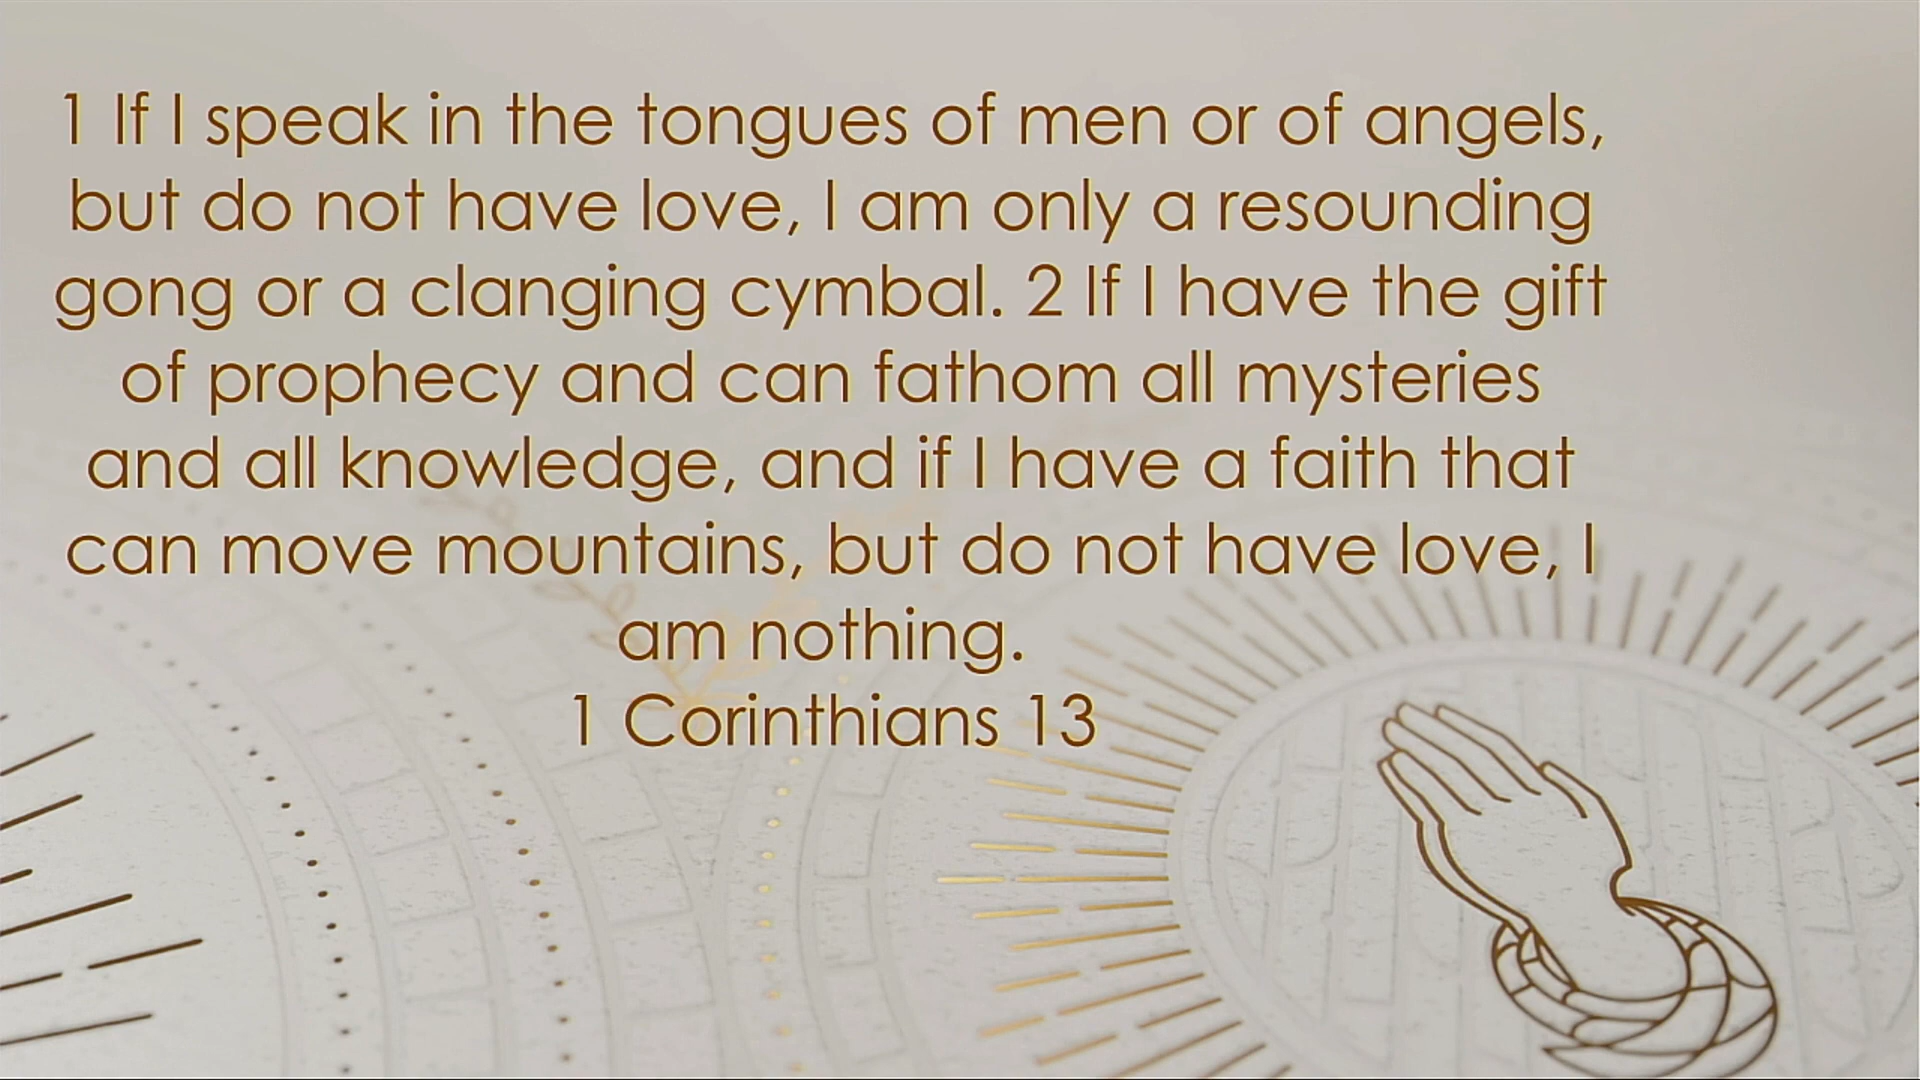 1 If I speak in the tongues of men or of angels,
but do not have love, I am only a resounding
gong or a clanging cymbal. 2 If I have the gift
of prophecy and can fathom all mysteries
and all knowledge, and if I have a faith that
can move mountains, but do not have love, I
am nothing.
1 Corinthians 13